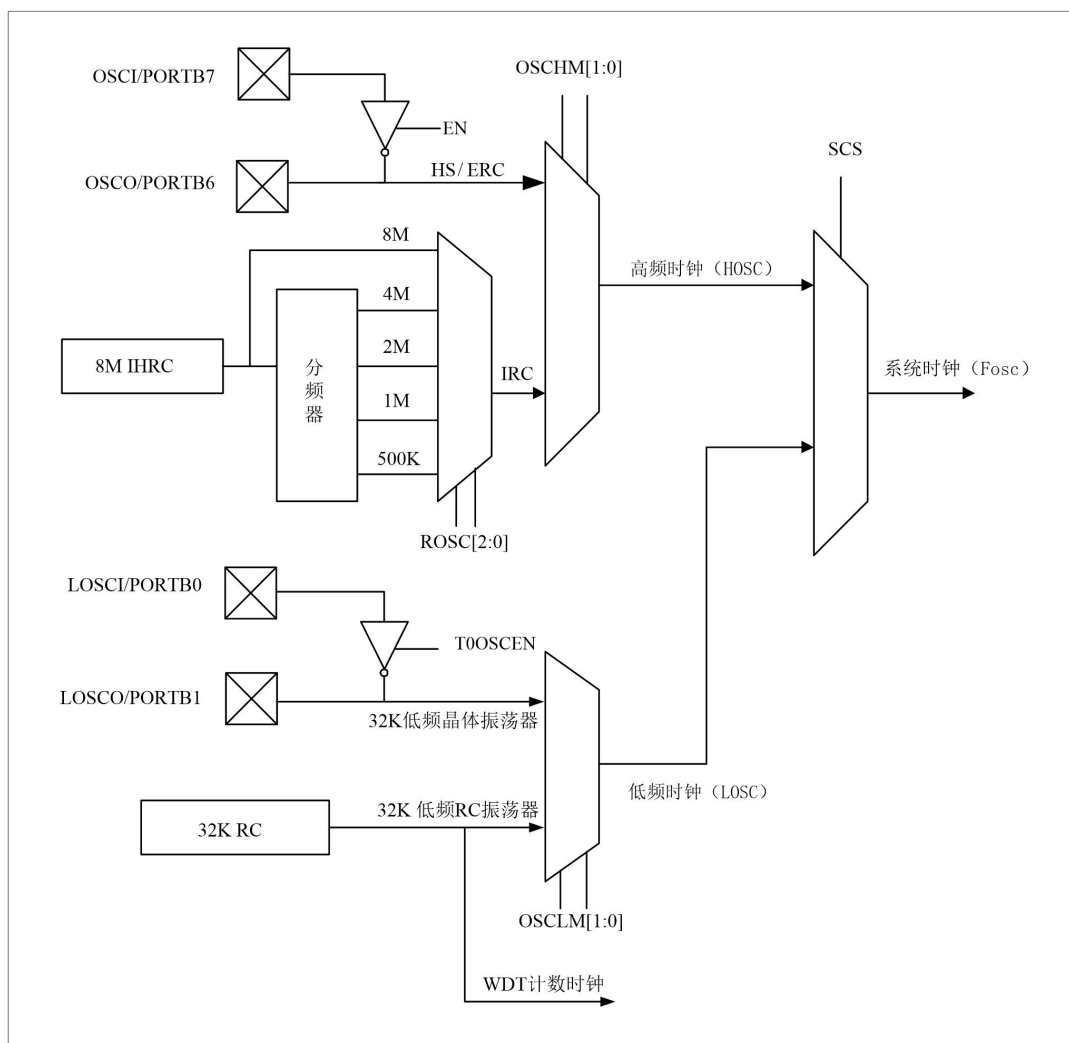 OSCI/PORTB7
OSCHM[1:0]
EN
SCS
OSCO/PORTB6
HS/ ERC
8M
高频时钟（HOSC）
4M
8M IHRC
分频器
2M
IRC
系统时钟（Fosc）
1M
500K
ROSC[2:0]
LOSCI/PORTB0
T0OSCEN
LOSCO/PORTB1
32K低频晶体振荡器
低频时钟（LOSC）
32K 低频RC振荡器
32K RC
OSCLM[1:0]
WDT计数时钟